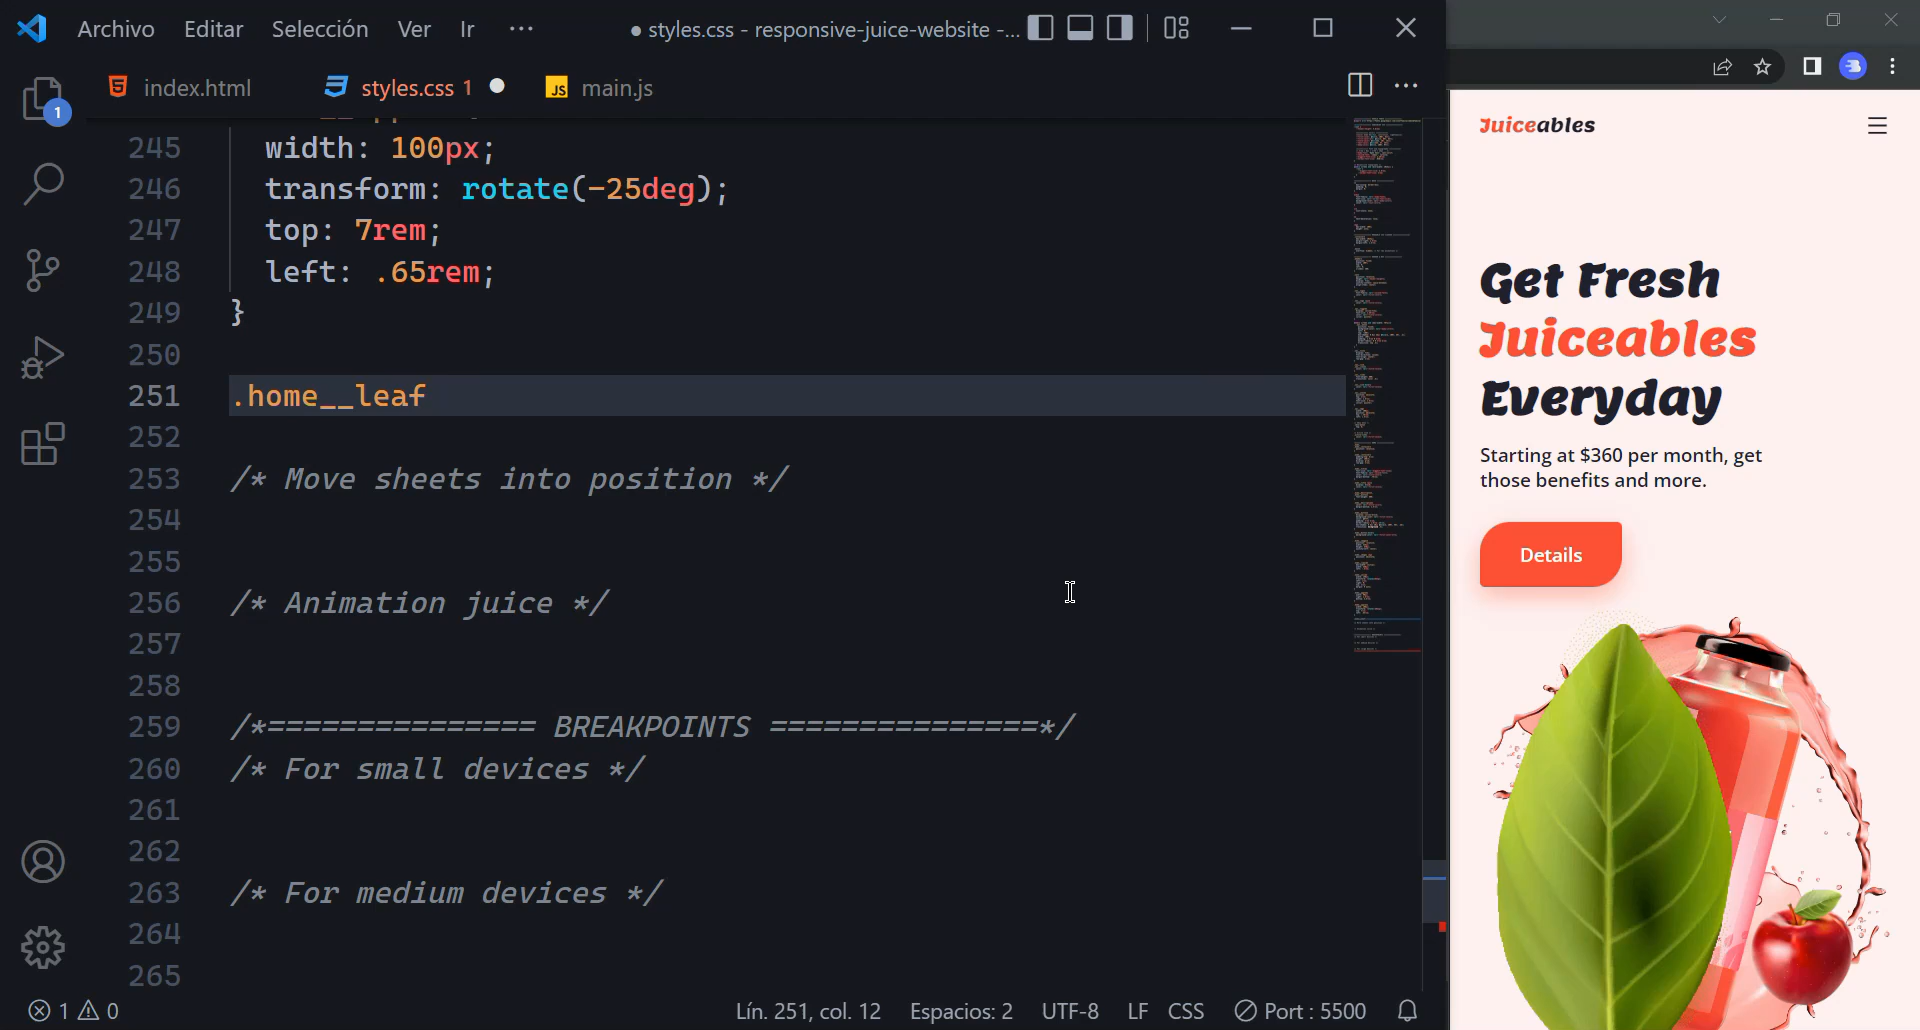 Archivo Editar Selección Ver Ir ···
● styles.css - responsive-juice-website -...
index.html
styles.css 1 ●
JS main.js
245 width: 100px;
246 transform: rotate(-25deg);
247 top: 7rem;
248 left: .65rem;
249 }
250
251 .home__leaf
252
253 /* Move sheets into position */
254
255
256 /* Animation juice */
257
258
259 /*=============== BREAKPOINTS ===============*/
260 /* For small devices */
261
262
263 /* For medium devices */
264
265
1
1 0
Lín. 251, col. 12 Espacios: 2 UTF-8 LF CSS Port : 5500
Juiceables
Get Fresh
Juiceables
Everyday
Starting at $360 per month, get
those benefits and more.
Details